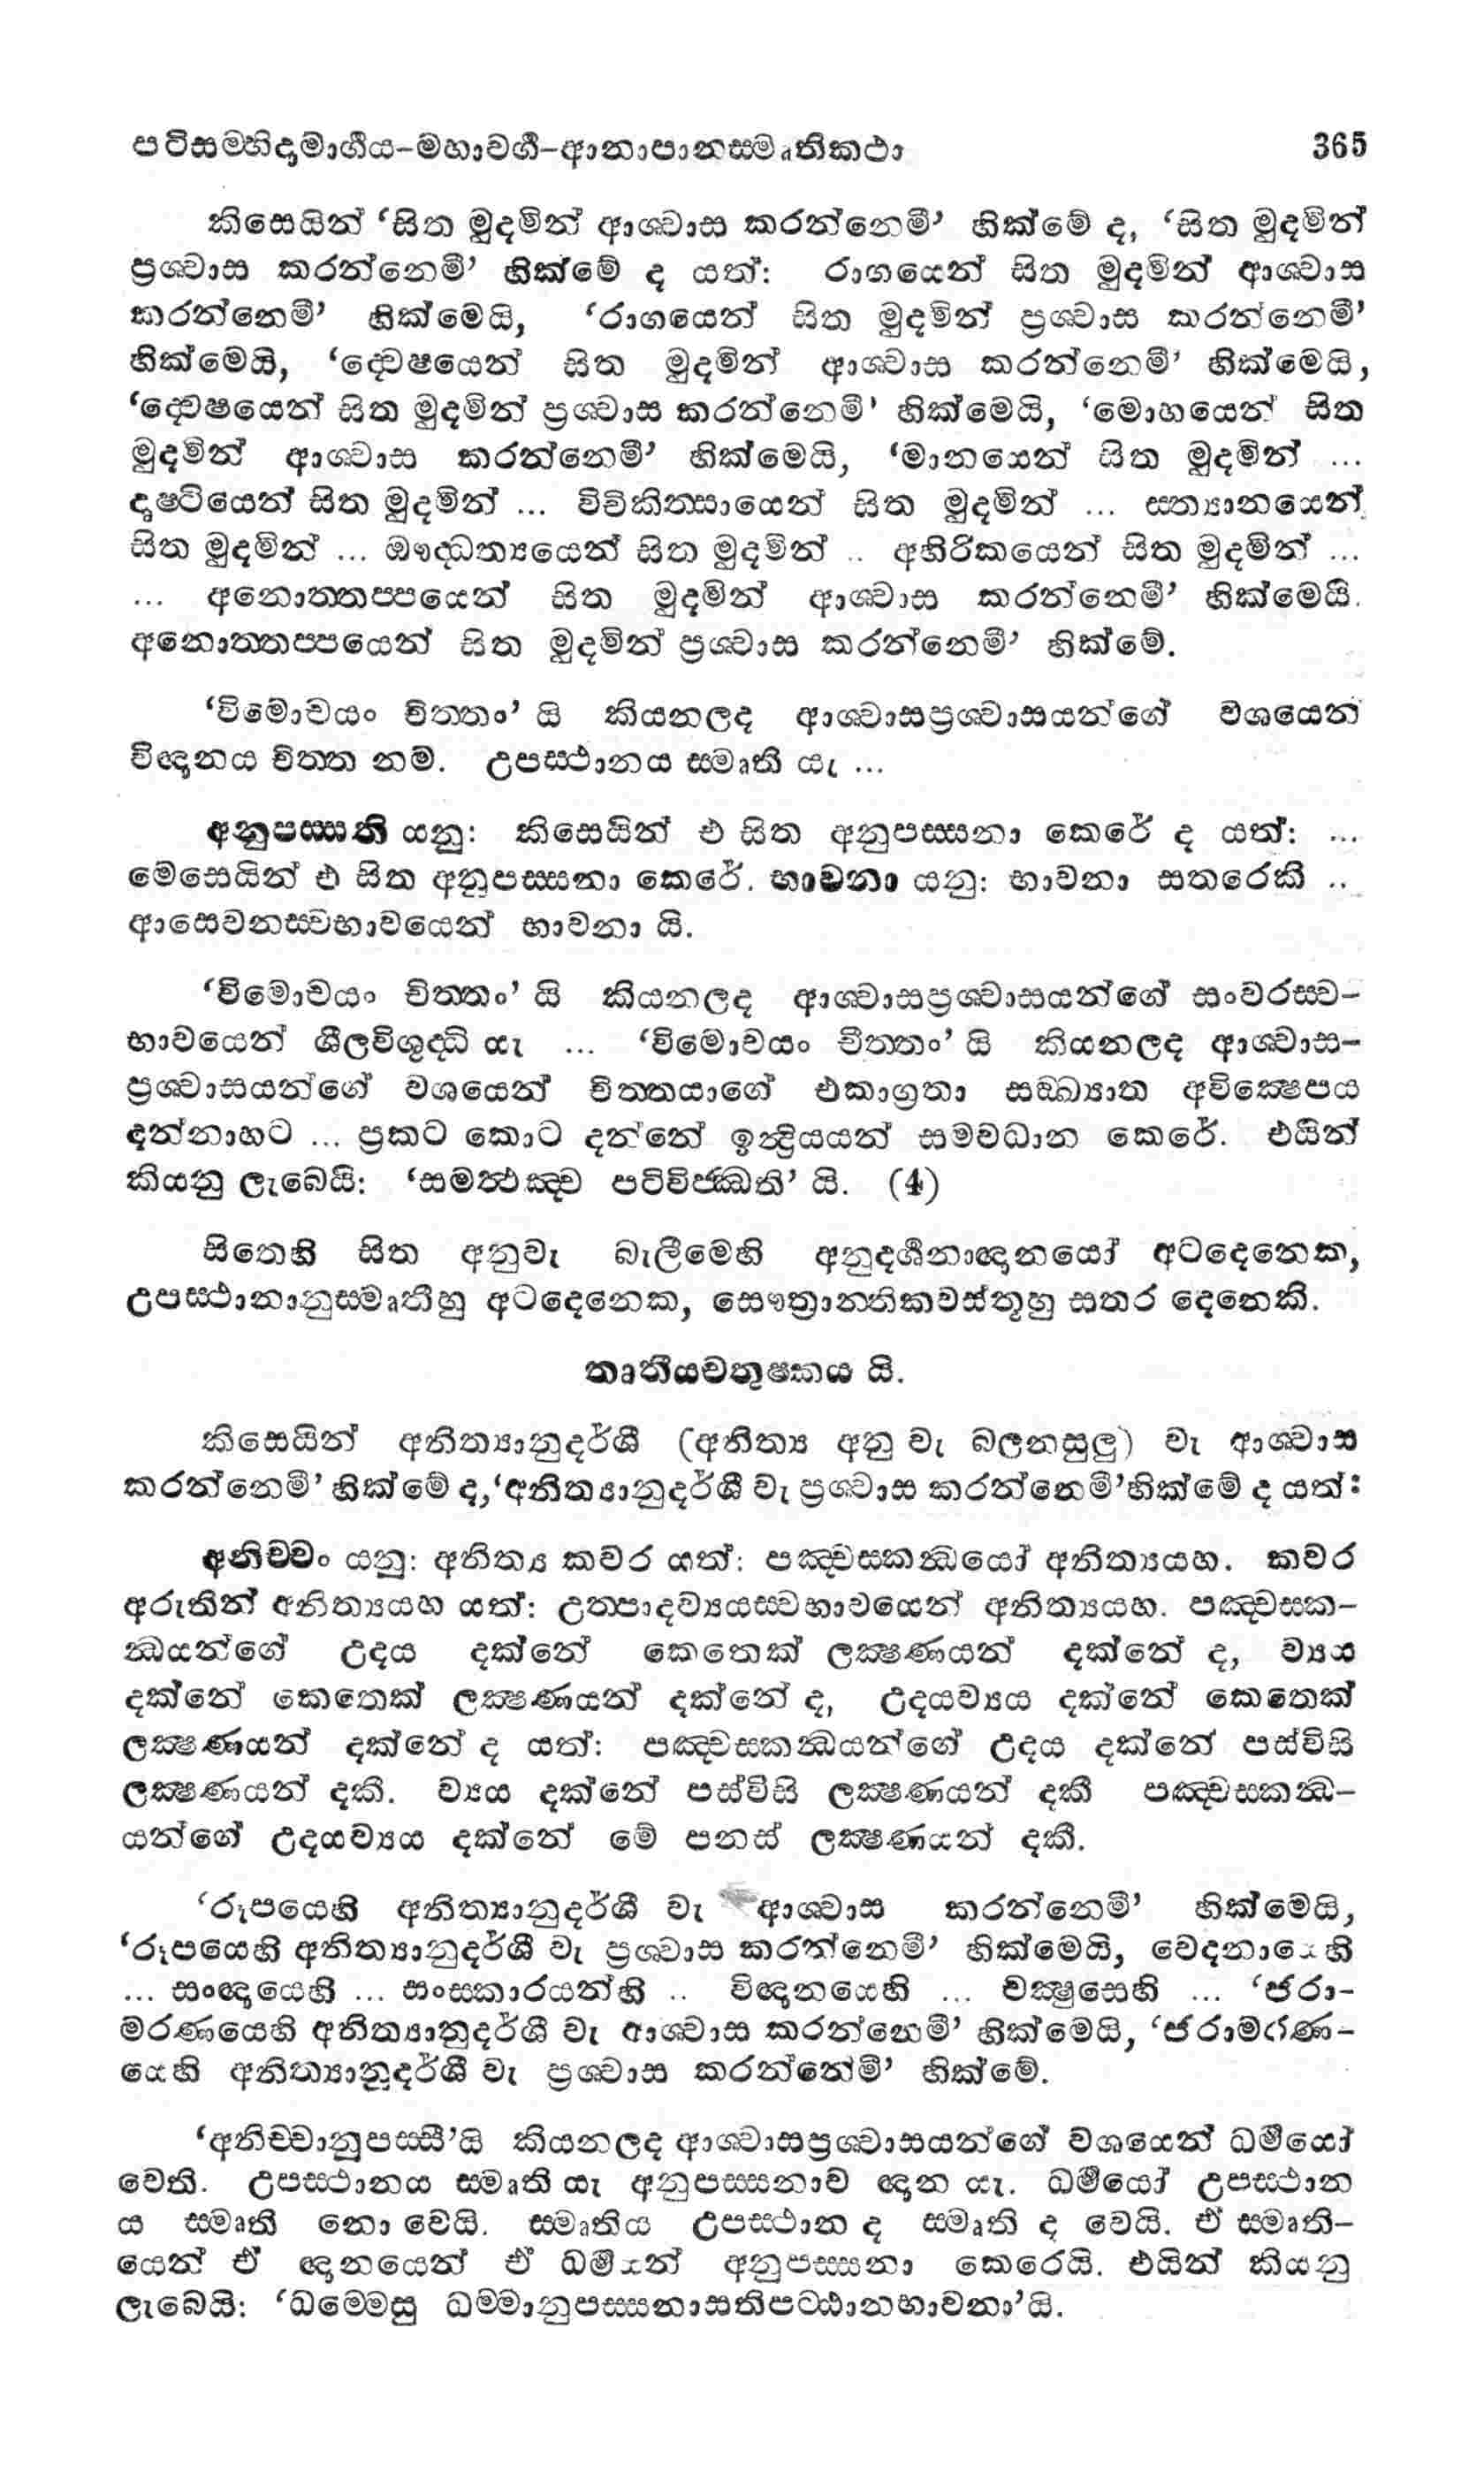 පටිසම්භිදාමාර්‍ගය-මහාවර්‍ග-ආනාපානසමෘතිකථා 365
කිසෙයින් ‘සිත මුදමින් ආශ්වාස කරන්නෙමි’ හික්මේ ද, ‘සිත මුදමින්
ප්‍රශ්වාස කරන්නෙමි’ හික්මේ ද යත්: රාගයෙන් සිත මුදමින් ආශ්වාස
කරන්නෙමි’ හික්මෙයි, ‘රාගයෙන් සිත මුදමින් ප්‍රශ්වාස කරන්නෙමි’
හික්මෙයි, ‘ද්වෙෂයෙන් සිත මුදමින් ආශ්වාස කරන්නෙමි’ හික්මෙයි,
‘ද්වෙෂයෙන් සිත මුදමින් ප්‍රශ්වාස කරන්නෙමි’ හික්මෙයි, ‘මොහයෙන් සිත
මුදමින් ආශ්වාස කරන්නෙමි’ හික්මෙයි, ‘මානයෙන් සිත මුදමින් ...
දෘෂ්ටියෙන් සිත මුදමින් ... විචිකිත්සායෙන් සිත මුදමින් ... ස්ත්‍යානයෙන්
සිත මුදමින් ... ඖද්ධත්‍යයෙන් සිත මුදමින් .. අහිරිකයෙන් සිත මුදමින් ...
... අනොත්තප්පයෙන් සිත මුදමින් ආශ්වාස කරන්නෙමි’ හික්මෙයි.
අනොත්තප්පයෙන් සිත මුදමින් ප්‍රශ්වාස කරන්නෙමි’ හික්මේ.
‘විමොචයං චිත්තං’ යි කියනලද ආශ්වාසප්‍රශ්වාසයන්ගේ වශයෙන්
විඥානය චිත්ත නම්. උපස්ථානය සමෘති යැ ...
අනුපස්සති යනු: කිසෙයින් එ සිත අනුපස්සනා කෙරේ ද යත්: ...
මෙසෙයින් එ සිත අනුපස්සනා කෙරේ. භාවනා යනු: භාවනා සතරෙකි ..
ආසෙවනස්වභාවයෙන් භාවනා යි.
‘විමොචයං චිත්තං’ යි කියනලද ආශ්වාසප්‍රශ්වාසයන්ගේ සංවරස්ව-
භාවයෙන් ශීලවිශුද්ධි යැ ... ‘විමොචයං චිත්තං’ යි කියනලද ආශ්වාස-
ප්‍රශ්වාසයන්ගේ වශයෙන් චිත්තයාගේ එකාග්‍රතා සඞ්ඛ්‍යාත අවික්‍ෂෙපය
දන්නාහට ... ප්‍රකට කොට දන්නේ ඉන්ද්‍රියයන් සමවධාන කෙරේ. එයින්
කියනු ලැබෙයි: ‘සමත්ථඤ්ච පටිවිජ්ඣති’ යි. (4)
සිතෙහි සිත අනුවැ බැලීමෙහි අනුදර්‍ශනාඥානයෝ අටදෙනෙක,
උපස්ථානානුසමෘතීහු අටදෙනෙක, සෞත්‍රාන්තිකවස්තූහු සතර දෙනෙකි.
තෘතීයචතුෂ්කය යි.
කිසෙයින් අනිත්‍යානුදර්ශී (අනිත්‍ය අනු වැ බලනසුලු) වැ ආශ්වාස
කරන්නෙමි’ හික්මේ ද,‘අනිත්‍යානුදර්ශී වැ ප්‍රශ්වාස කරන්නෙමි’හික්මේ ද යත්:
අනිච්චං යනු: අනිත්‍ය කවර යත්: පඤ්චස්කන්ධයෝ අනිත්‍යයහ. කවර
අරුතින් අනිත්‍යයහ යත්: උත්පාදව්‍යයස්වභාවයෙන් අනිත්‍යයහ. පඤ්චස්ක-
න්ධයන්ගේ උදය දක්නේ කෙතෙක් ලක්‍ෂණයන් දක්නේ ද, ව්‍යය
දක්නේ කෙතෙක් ලක්‍ෂණයන් දක්නේ ද, උදයව්‍යය දක්නේ කෙතෙක්
ලක්‍ෂණයන් දක්නේ ද යත්: පඤ්චස්කන්ධයන්ගේ උදය දක්නේ පස්විසි
ලක්‍ෂණයන් දකී. ව්‍යය දක්නේ පස්විසි ලක්‍ෂණයන් දකී පඤ්චස්කන්ධ-
යන්ගේ උදයව්‍යය දක්නේ මේ පනස් ලක්‍ෂණයන් දකී.
‘රූපයෙහි අනිත්‍යානුදර්ශී වැ ආශ්වාස කරන්නෙමි’ හික්මෙයි,
‘රූපයෙහි අනිත්‍යානුදර්ශී වැ ප්‍රශ්වාස කරන්නෙමි’ හික්මෙයි, වෙදනායෙහි
... සංඥායෙහි ... සංස්කාරයන්හි .. විඥානයෙහි ... චක්‍ෂුසෙහි ... ‘ජරා-
මරණයෙහි අනිත්‍යානුදර්ශී වැ ආශ්වාස කරන්නෙමි’ හික්මෙයි, ‘ජරාමරණ-
යෙහි අනිත්‍යානුදර්ශී වැ ප්‍රශ්වාස කරන්නේමි’ හික්මේ.
‘අනිච්චානුපස්සී’යි කියනලද ආශ්වාසප්‍රශ්වාසයන්ගේ වශයෙන් ධර්‍මයෝ
වෙති. උපස්ථානය සමෘති යැ අනුපස්සනාව ඥාන යැ. ධර්‍මයෝ උපස්ථාන
ය සමෘති නො වෙයි. සමෘතිය උපස්ථාන ද සමෘති ද වෙයි. ඒ සමෘති-
යෙන් ඒ ඥානයෙන් ඒ ධර්‍මයන් අනුපස්සනා කෙරෙයි. එයින් කියනු
ලැබෙයි: ‘ධම්මෙසු ධම්මානුපස්සනාසතිපට්ඨානභාවනා’යි.